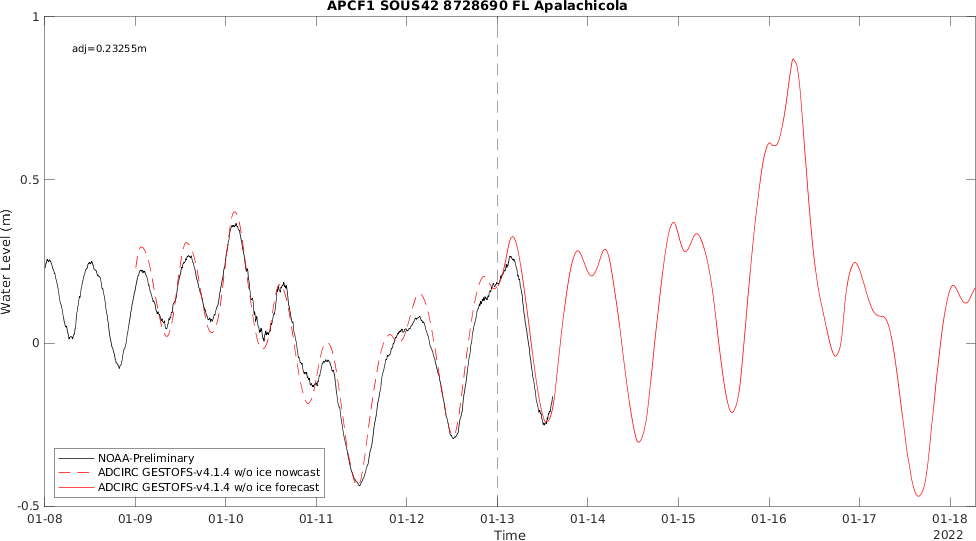 APCF1 SOUS42 8728690 FL Apalachicola
adj=0.23255m
1
0.5
0
-0.5
Water Level (m)
NOAA-Preliminary
ADCIRC GESTOFS-v4.1.4 w/o ice nowcast
ADCIRC GESTOFS-v4.1.4 w/o ice forecast
01-08 01-09 01-10 01-11 01-12 01-13 01-14 01-15 01-16 01-17 01-18
Time
2022